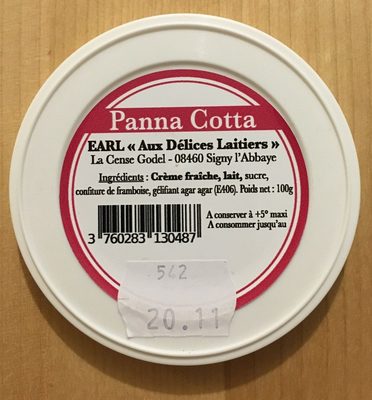 Panna Cotta
EARL « Aux Délices Laitiers »
La Cense Godel - 08460 Signy l'Abbaye
Ingrédients : Crème fraîche, lait, sucre,
confiture de framboise, gélifiant agar agar (E406). Poids net : 100g
A conserver à +5° maxi
A consommer jusqu'au
3 760283 130487
542
20.11